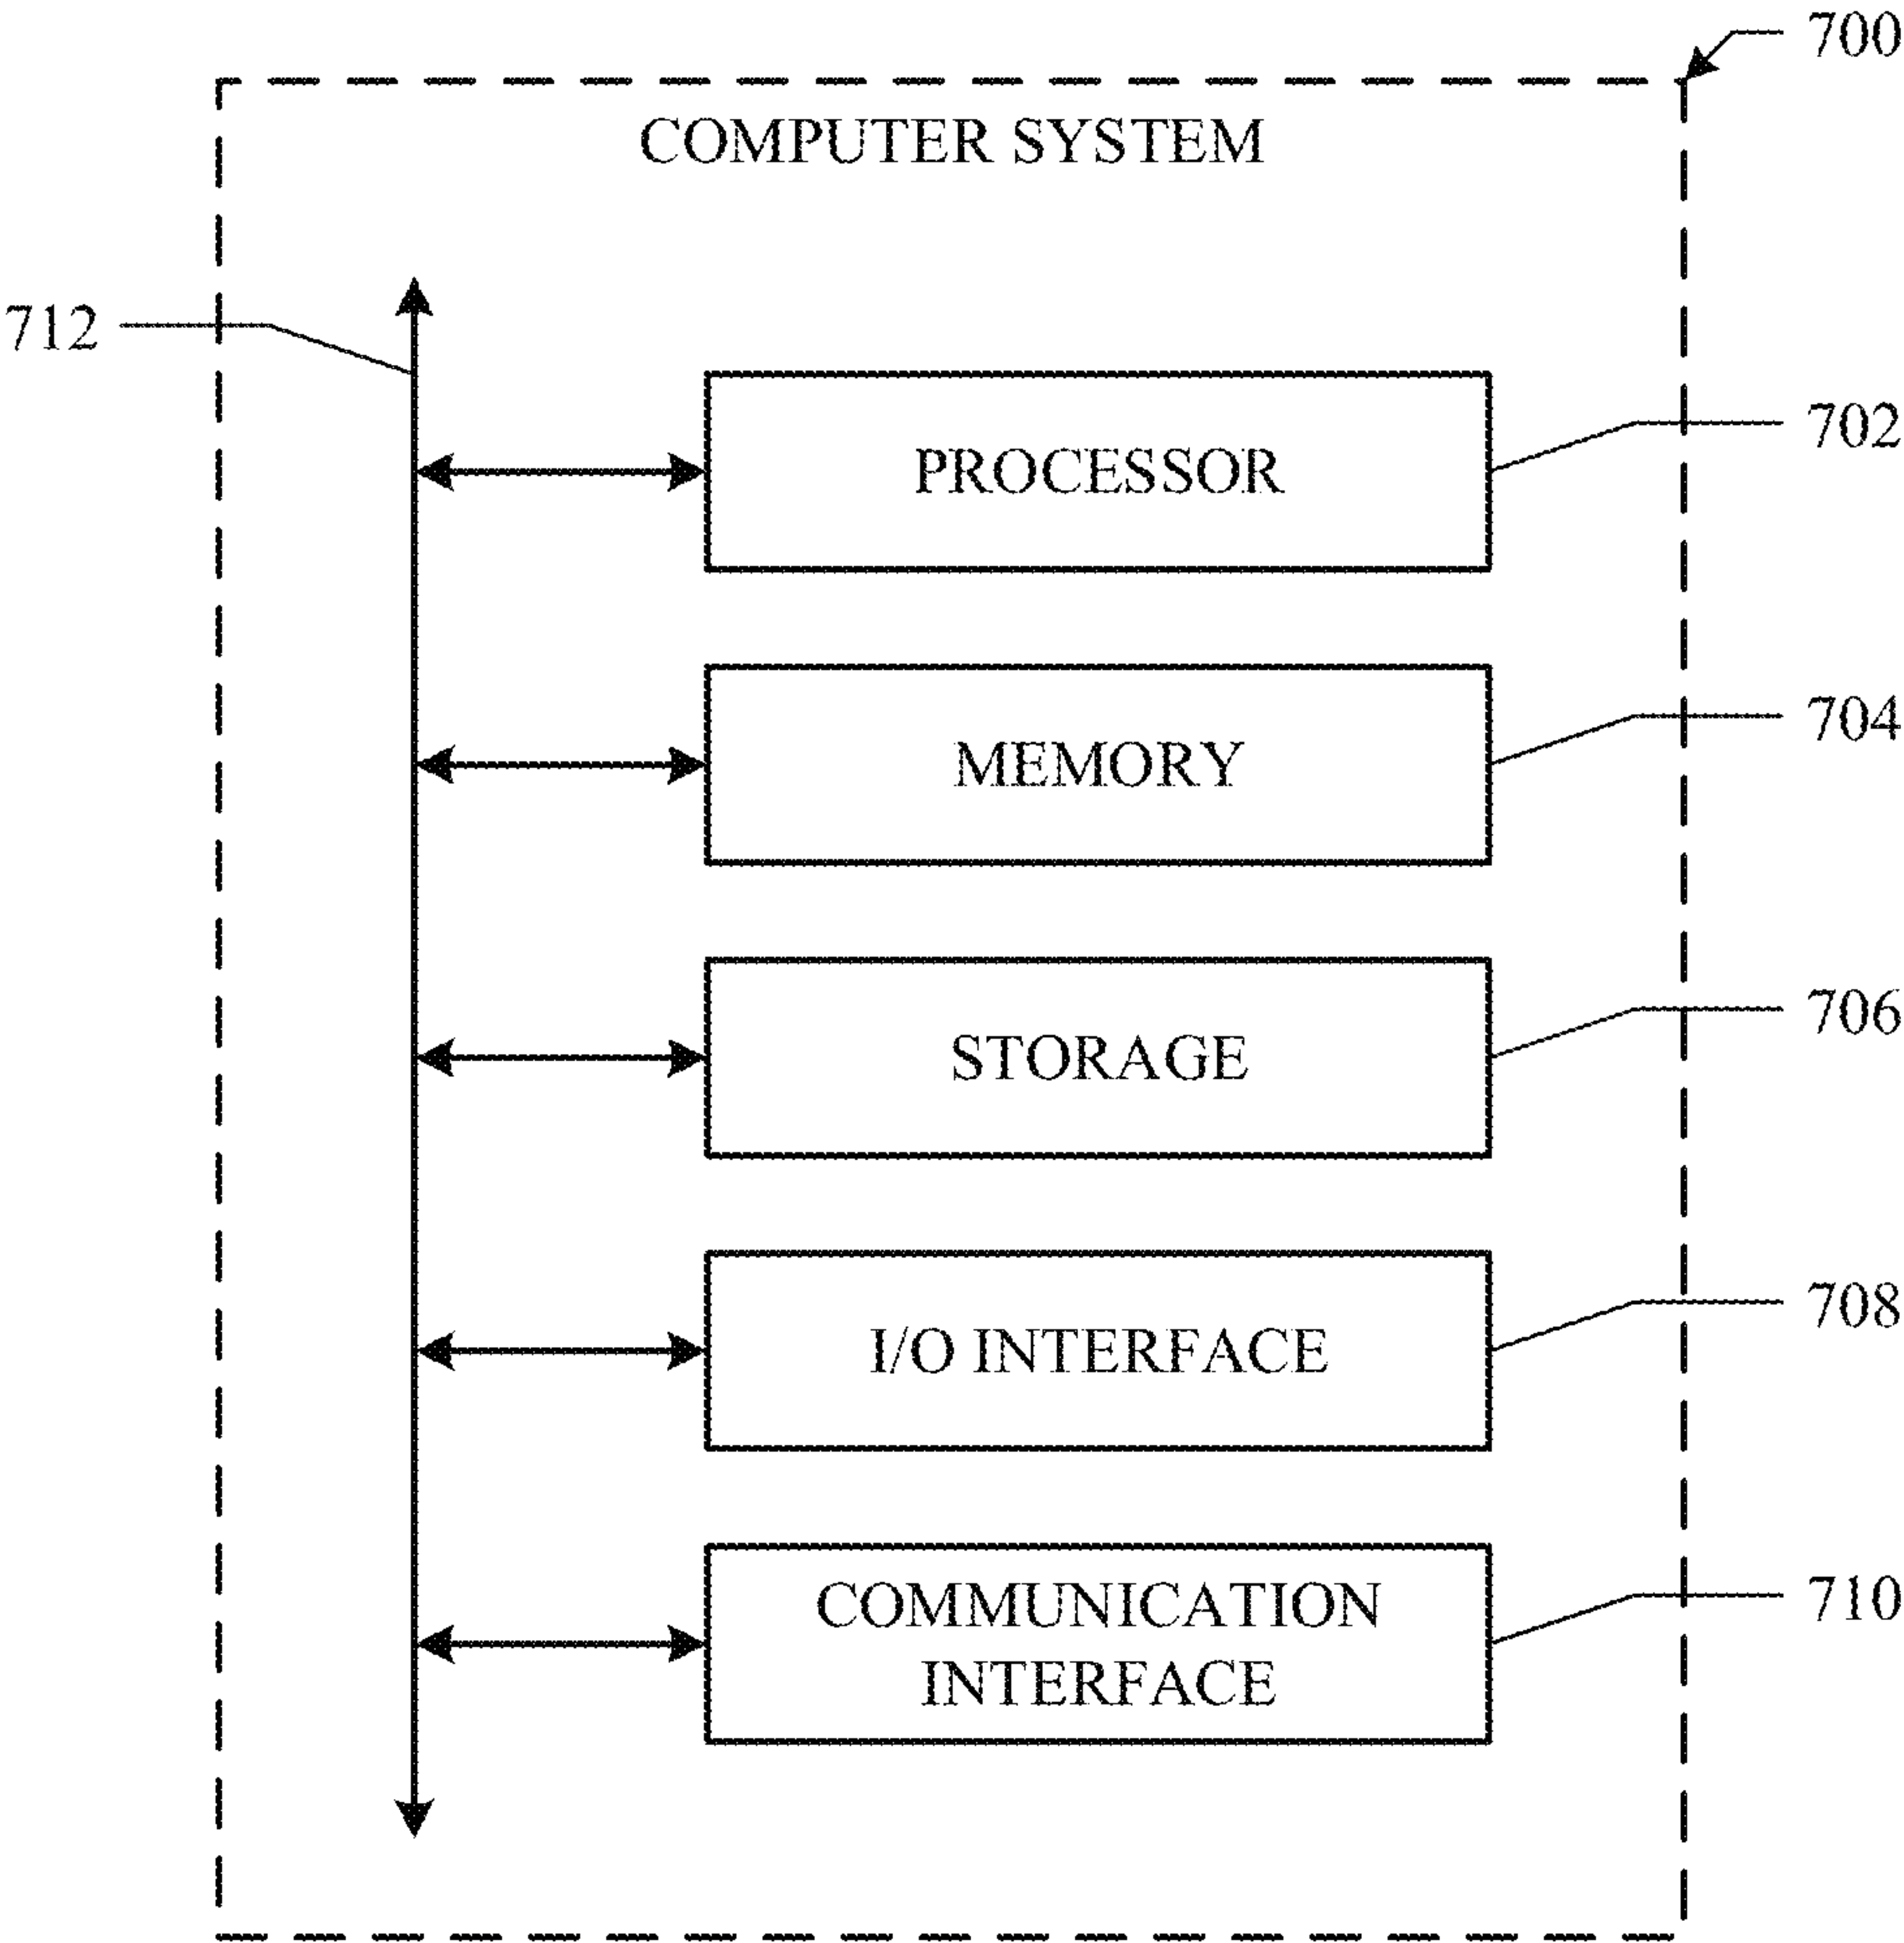 700
COMPUTER SYSTEM
712
702
PROCESSOR
704
MEMORY
706
STORAGE
708
I/O INTERFACE
710
COMMUNICATION
INTERFACE